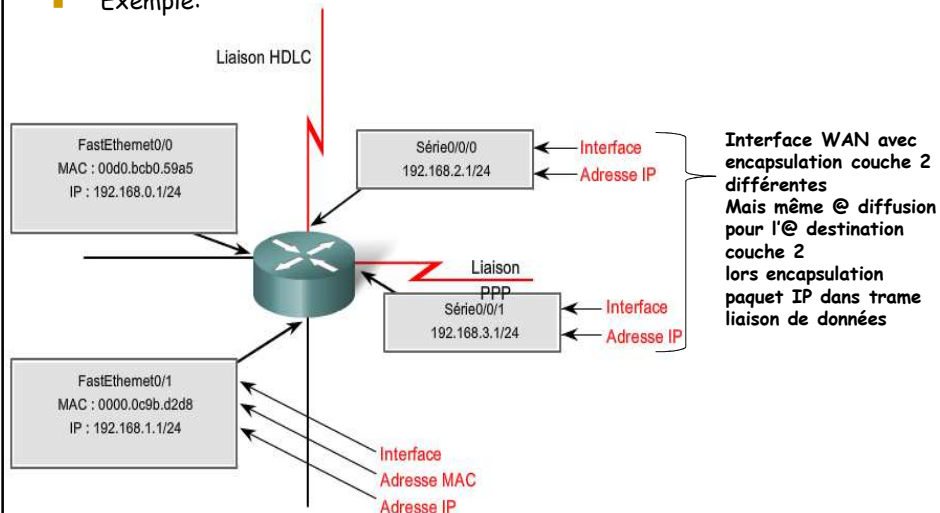 Exemple:
Liaison HDLC
FastEthernet0/0
MAC : 00d0.bcb0.59a5
IP : 192.168.0.1/24
Série0/0/0
192.168.2.1/24
Interface
Adresse IP
Interface WAN avec
encapsulation couche 2
différentes
Mais même @ diffusion
pour l'@ destination
couche 2
lors encapsulation
paquet IP dans trame
liaison de données
Liaison
PPP
Série0/0/1
192.168.3.1/24
Interface
Adresse IP
FastEthernet0/1
MAC : 0000.0c9b.d2d8
IP : 192.168.1.1/24
Interface
Adresse MAC
Adresse IP